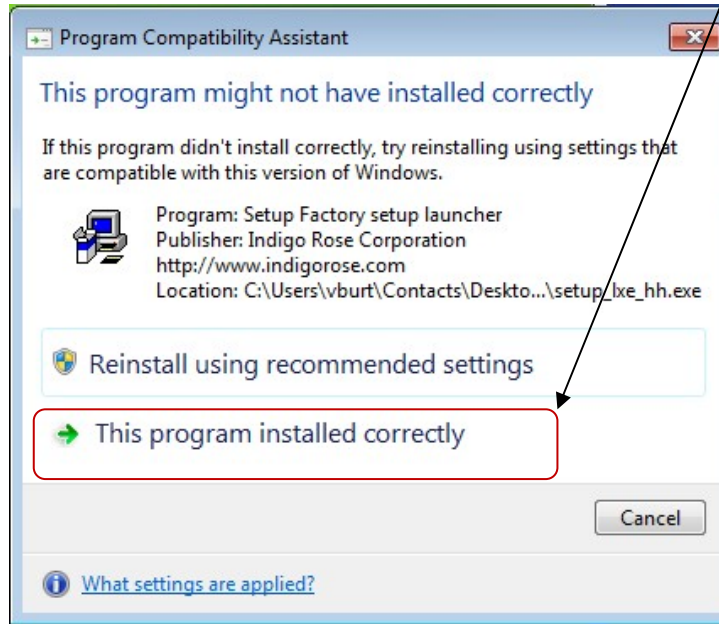 Program Compatibility Assistant
This program might not have installed correctly
If this program didn't install correctly, try reinstalling using settings that
are compatible with this version of Windows.
Program: Setup Factory setup launcher
Publisher: Indigo Rose Corporation
http://www.indigorose.com
Location: C:\Users\vburt\Contacts\Deskto...\setup_lxe_hh.exe
Reinstall using recommended settings
This program installed correctly
Cancel
What settings are applied?